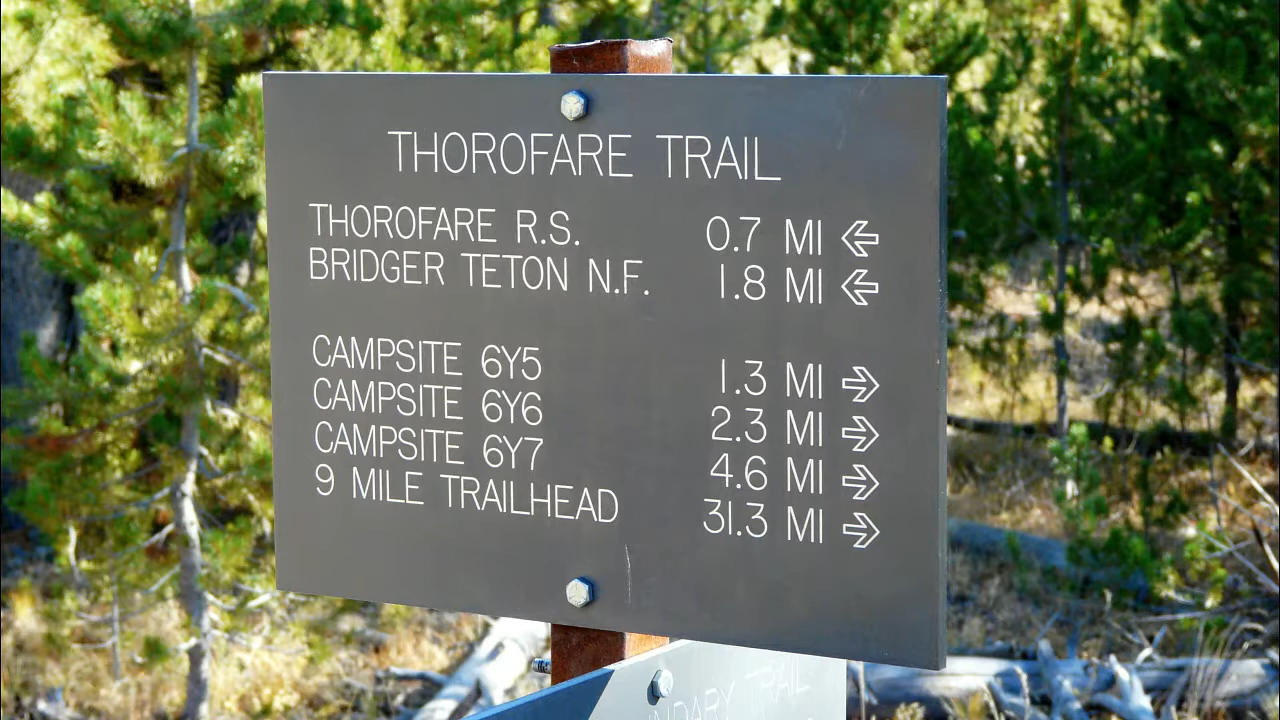 THOROFARE TRAIL
THOROFARE R.S. 0.7 MI ←
BRIDGER TETON N.F. 1.8 MI ←
CAMPSITE 6Y5 1.3 MI →
CAMPSITE 6Y6 2.3 MI →
CAMPSITE 6Y7 4.6 MI →
9 MILE TRAILHEAD 31.3 MI →
TRAIL